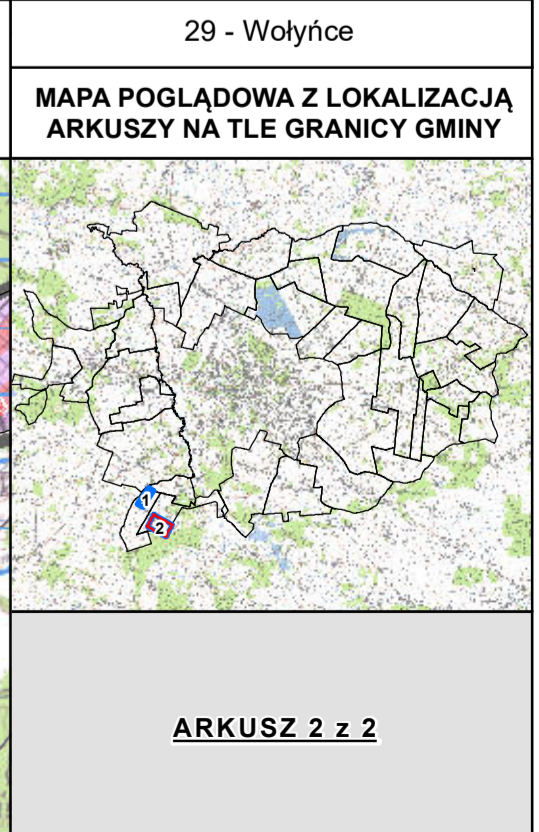 29 - Wołyńce
MAPA POGLĄDOWA Z LOKALIZACJĄ
ARKUSZY NA TLE GRANICY GMINY
1
2
ARKUSZ 2 z 2